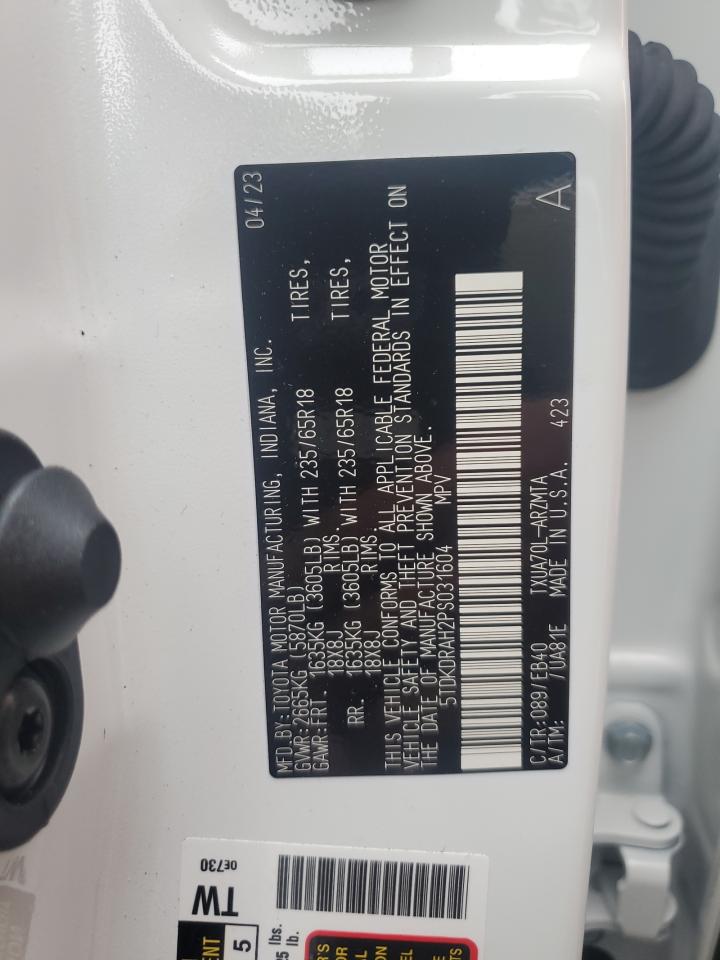 MFD.BY:TOYOTA MOTOR MANUFACTURING, INDIANA, INC. 04/23
GVWR:2665KG (5870LB)
GAWR:FRT. 1635KG (3605LB) WITH 235/65R18 TIRES,
18X8J RIMS.
RR. 1635KG (3605LB) WITH 235/65R18 TIRES,
18X8J RIMS.
THIS VEHICLE CONFORMS TO ALL APPLICABLE FEDERAL MOTOR
VEHICLE SAFETY AND THEFT PREVENTION STANDARDS IN EFFECT ON
THE DATE OF MANUFACTURE SHOWN ABOVE.
5TDKDRAH2PS031604 MPV
C/TR:089/EB40 TXUA70L-ARZMTA
A/TM: /UA81E MADE IN U.S.A. 423 A
TW 0E730
5
lbs.
lb.